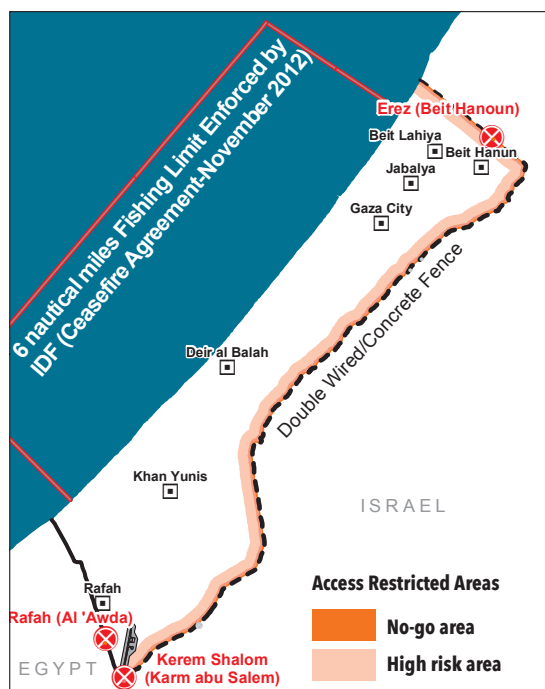 6 nautical miles Fishing Limit Enforced by
IDF (Ceasefire Agreement-November 2012)
Erez (Beit Hanoun)
Beit Lahiya
Beit Hanun
Jabalya
Gaza City
Double Wired/Concrete Fence
Deir al Balah
Khan Yunis
ISRAEL
Rafah
Rafah (Al 'Awda)
EGYPT
Kerem Shalom
(Karm abu Salem)
Access Restricted Areas
No-go area
High risk area